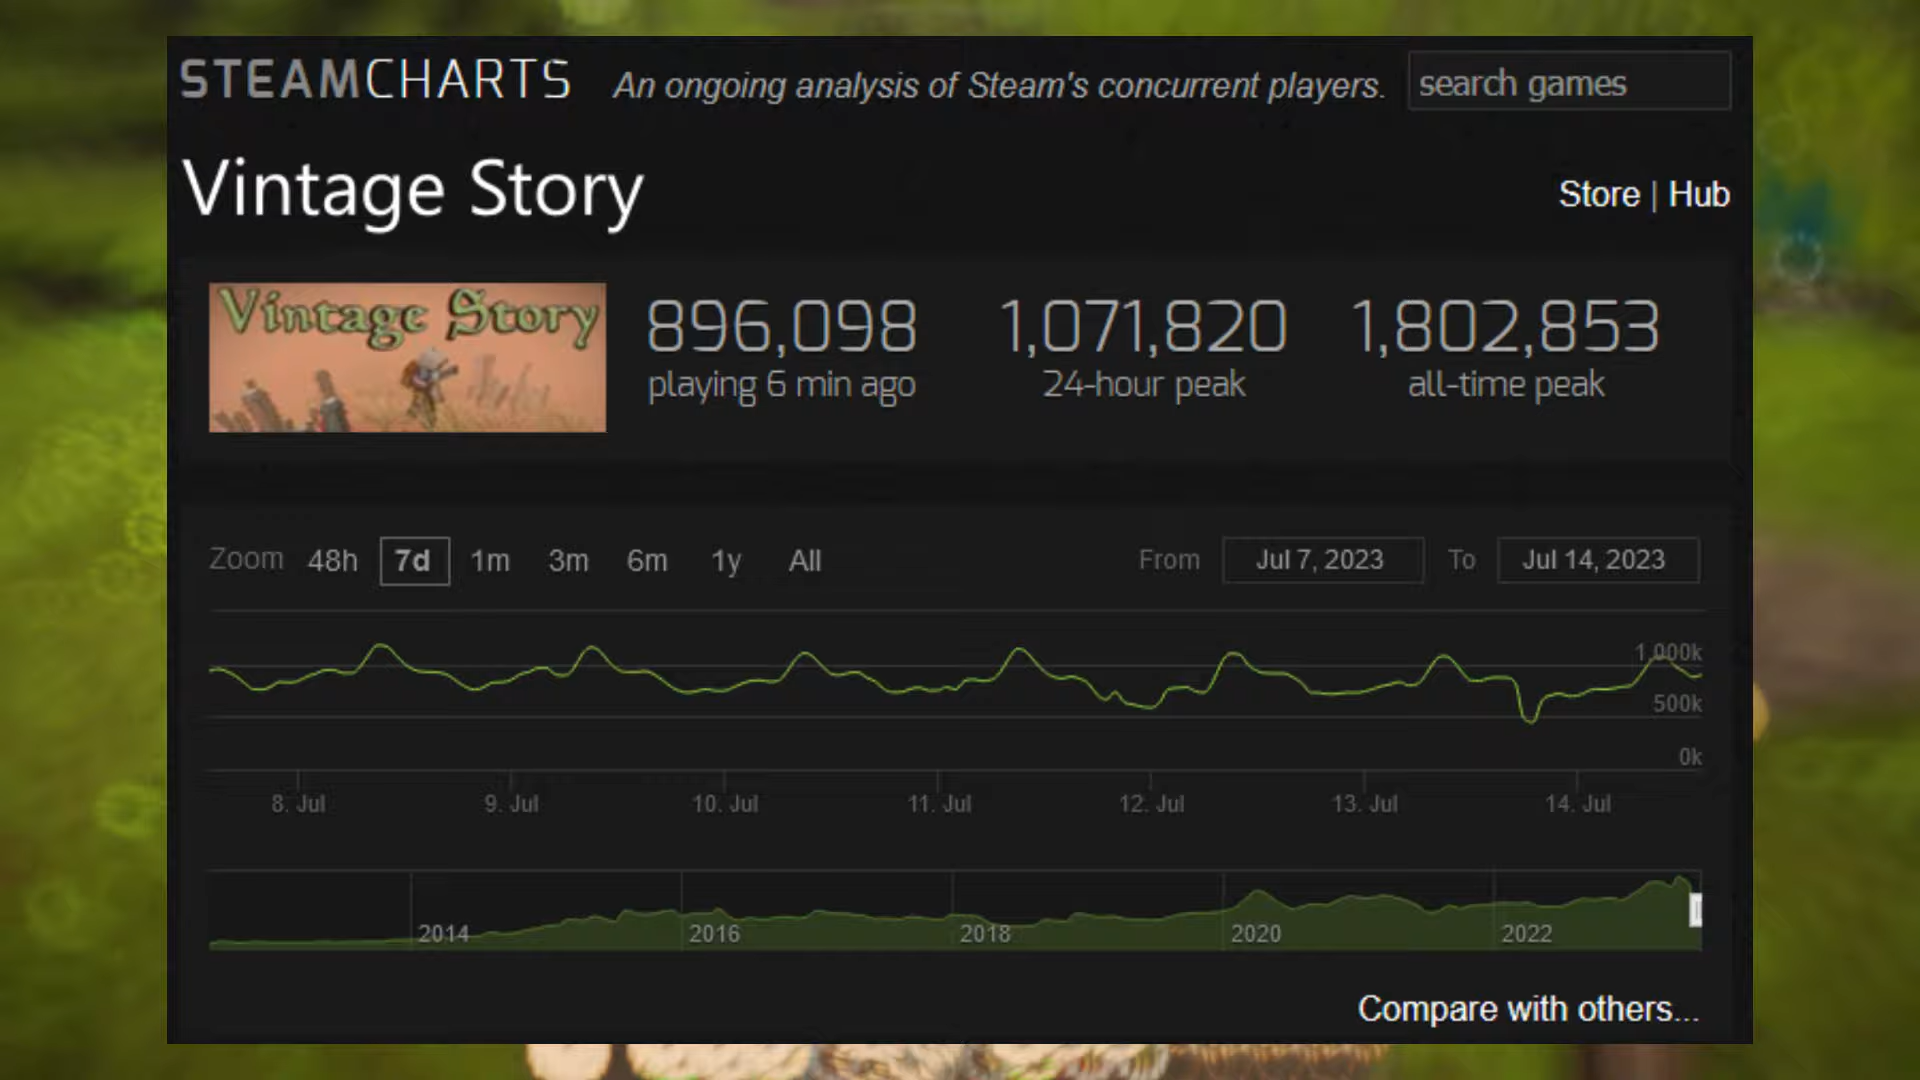 STEAMCHARTS An ongoing analysis of Steam's concurrent players. search games
Vintage Story
Store | Hub
Vintage Story
896,098 1,071,820 1,802,853
playing 6 min ago 24-hour peak all-time peak
Zoom 48h 7d 1m 3m 6m 1y All From Jul 7, 2023 To Jul 14, 2023
1,000k
500k
0k
8. Jul 9. Jul 10. Jul 11. Jul 12. Jul 13. Jul 14. Jul
2014 2016 2018 2020 2022
Compare with others...